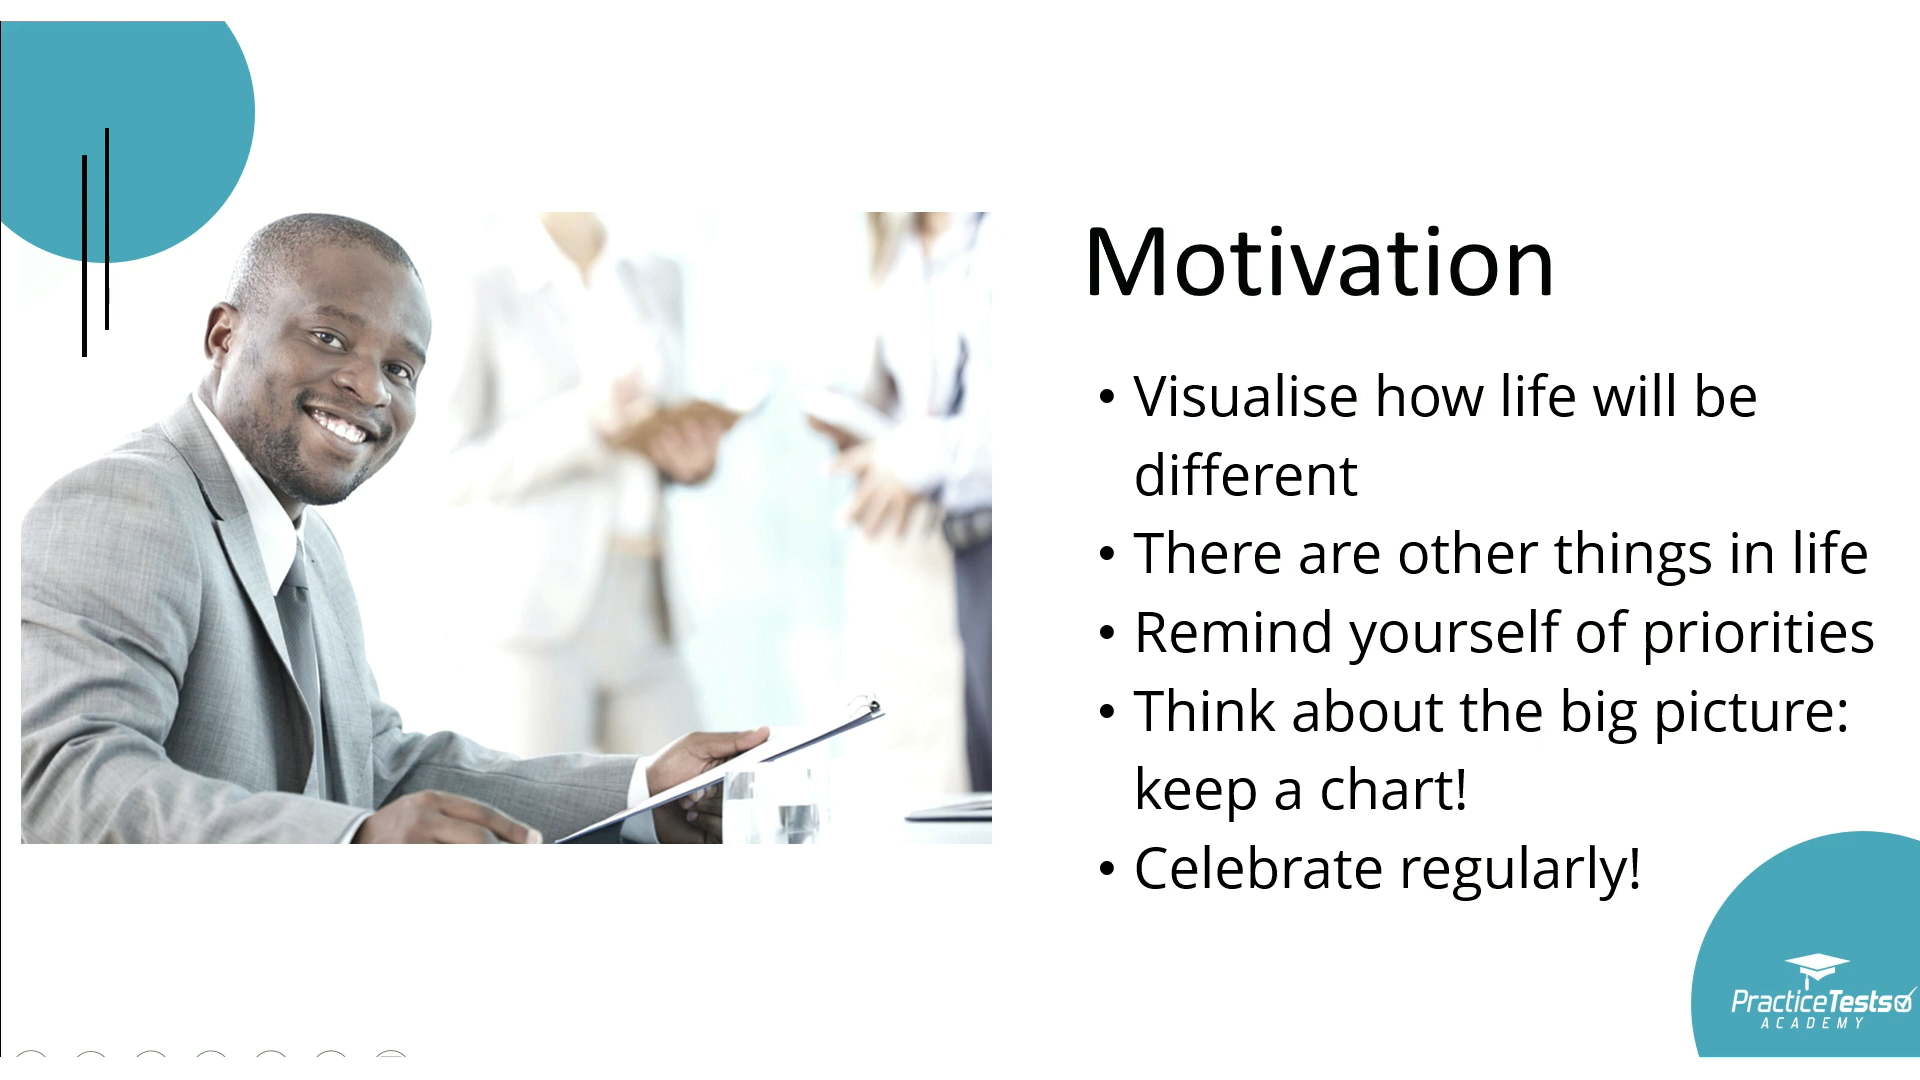 Motivation
• Visualise how life will be
different
• There are other things in life
• Remind yourself of priorities
• Think about the big picture:
keep a chart!
• Celebrate regularly!
PracticeTests
ACADEMY